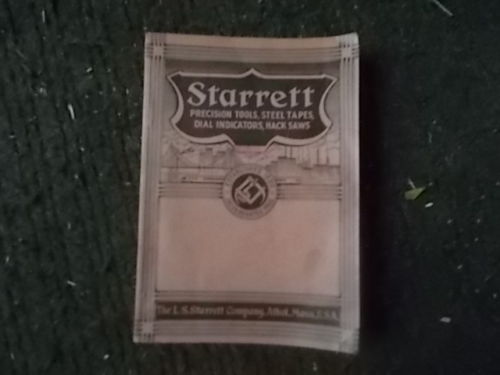 Starrett
PRECISION TOOLS, STEEL TAPES,
DIAL INDICATORS, HACK SAWS
The L. S. Starrett Company, Athol, Mass., U.S.A.